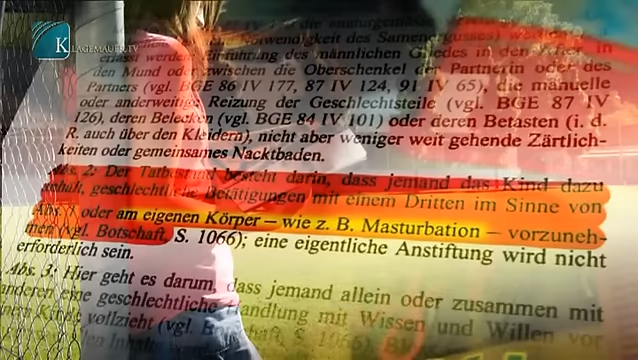 KLAGEMAUER.TV
Notwendigkeit des Samenergusses)
des männlichen Gliedes in den
den Mund oder zwischen die Oberschenkel der Partnerin oder des
Partners (vgl. BGE 86 IV 177, 87 IV 124, 91 IV 65), die manuelle
oder anderweitige Reizung der Geschlechtsteile (vgl. BGE 87 IV
126), deren Belecken (vgl. BGE 84 IV 101) oder deren Betasten (i. d.
R. auch über den Kleidern), nicht aber weniger weit gehende Zärtlich-
keiten oder gemeinsames Nacktbaden.
Abs. 2: Der Tatbestand besteht darin, dass jemand das Kind dazu
geschlechtliche Betätigungen mit einem Dritten im Sinne von
Abs. oder am eigenen Körper – wie z. B. Masturbation – vorzuneh-
men (vgl. Botschaft, S. 1066); eine eigentliche Anstiftung wird nicht
erforderlich sein.
Abs. 3: Hier geht es darum, dass jemand allein oder zusammen mit
anderen eine geschlechtliche Handlung mit Wissen und Willen vor
vollzieht (vgl.